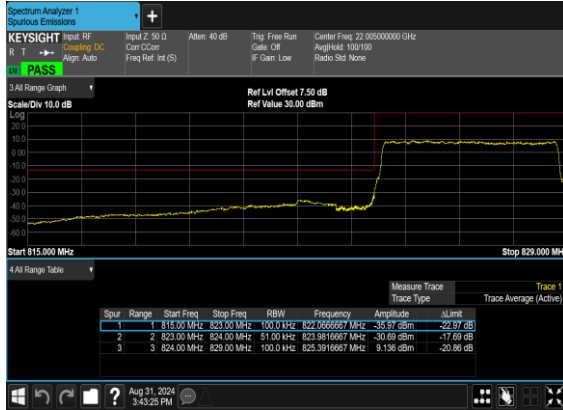 Spectrum Analyzer 1
Spurious Emissions
+
KEYSIGHT Input: RF Input Z: 50 Ω Atten: 40 dB Trig: Free Run Center Freq: 22.005000000 GHz
R T Coupling: DC Corr CCorr Gate: Off Avg|Hold: 100/100
Align: Auto Freq Ref: Int (S) IF Gain: Low Radio Std: None
PASS
3 All Range Graph
Ref Lvl Offset 7.50 dB
Scale/Div 10.0 dB Ref Value 30.00 dBm
Log
20.0
10.0
0.00
-10.0
-20.0
-30.0
-40.0
-50.0
-60.0
Start 815.000 MHz Stop 829.000 MHz
4 All Range Table
Measure Trace Trace 1
Trace Type Trace Average (Active)
Spur Range Start Freq Stop Freq RBW Frequency Amplitude ΔLimit
1 1 815.00 MHz 823.00 MHz 100.0 kHz 822.0666667 MHz -35.97 dBm -22.97 dB
2 2 823.00 MHz 824.00 MHz 51.00 kHz 823.9816667 MHz -30.69 dBm -17.69 dB
3 3 824.00 MHz 829.00 MHz 100.0 kHz 825.3916667 MHz 9.136 dBm -20.86 dB
? Aug 31, 2024
3:43:25 PM